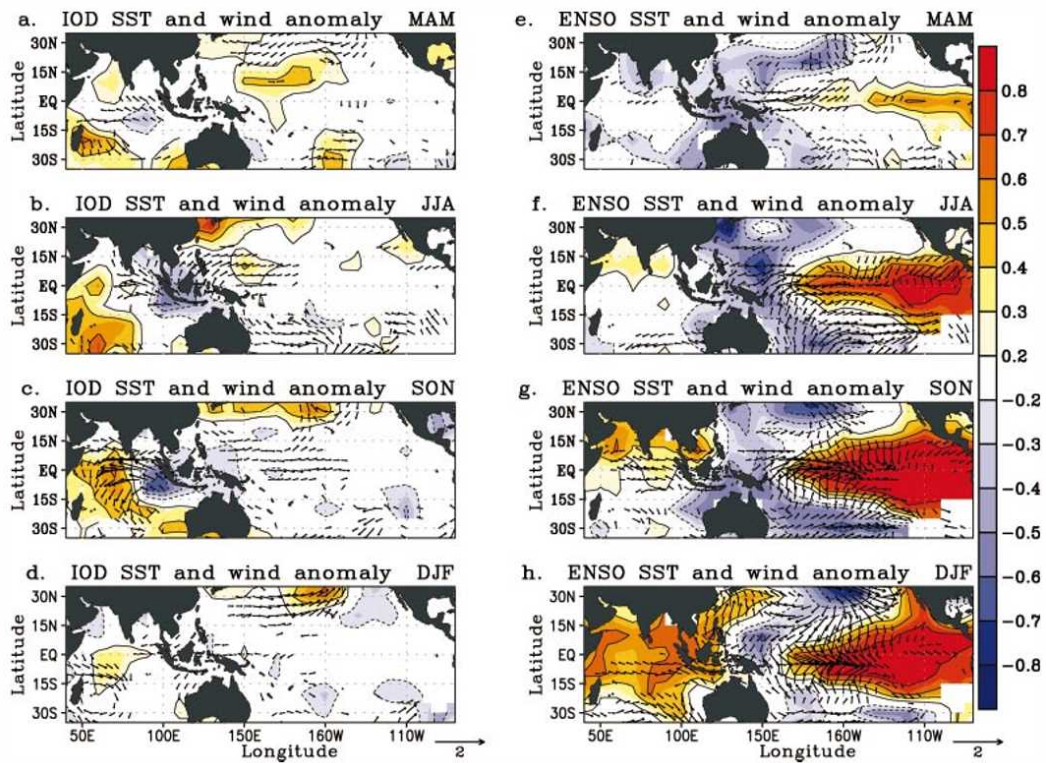 a. IOD SST and wind anomaly MAM
30N
15N
EQ
15S
30S
Latitude
b. IOD SST and wind anomaly JJA
30N
15N
EQ
15S
30S
Latitude
c. IOD SST and wind anomaly SON
30N
15N
EQ
15S
30S
Latitude
d. IOD SST and wind anomaly DJF
30N
15N
EQ
15S
30S
Latitude
50E 100E 150E 160W 110W
Longitude
2
e. ENSO SST and wind anomaly MAM
30N
15N
EQ
15S
30S
Latitude
f. ENSO SST and wind anomaly JJA
30N
15N
EQ
15S
30S
Latitude
g. ENSO SST and wind anomaly SON
30N
15N
EQ
15S
30S
Latitude
h. ENSO SST and wind anomaly DJF
30N
15N
EQ
15S
30S
Latitude
50E 100E 150E 160W 110W
Longitude
2
0.8
0.7
0.6
0.5
0.4
0.3
0.2
-0.2
-0.3
-0.4
-0.5
-0.6
-0.7
-0.8